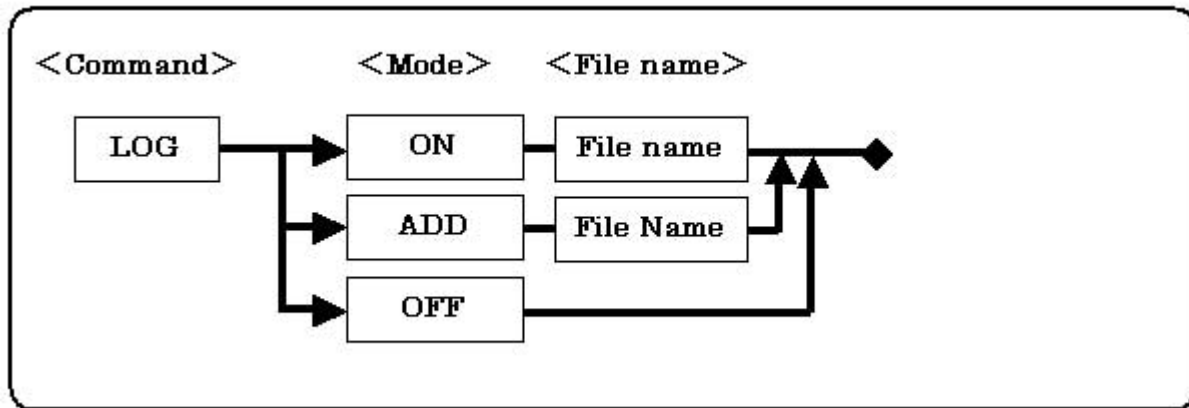 <Command> <Mode> <File name>
LOG ON File name
ADD File Name
OFF